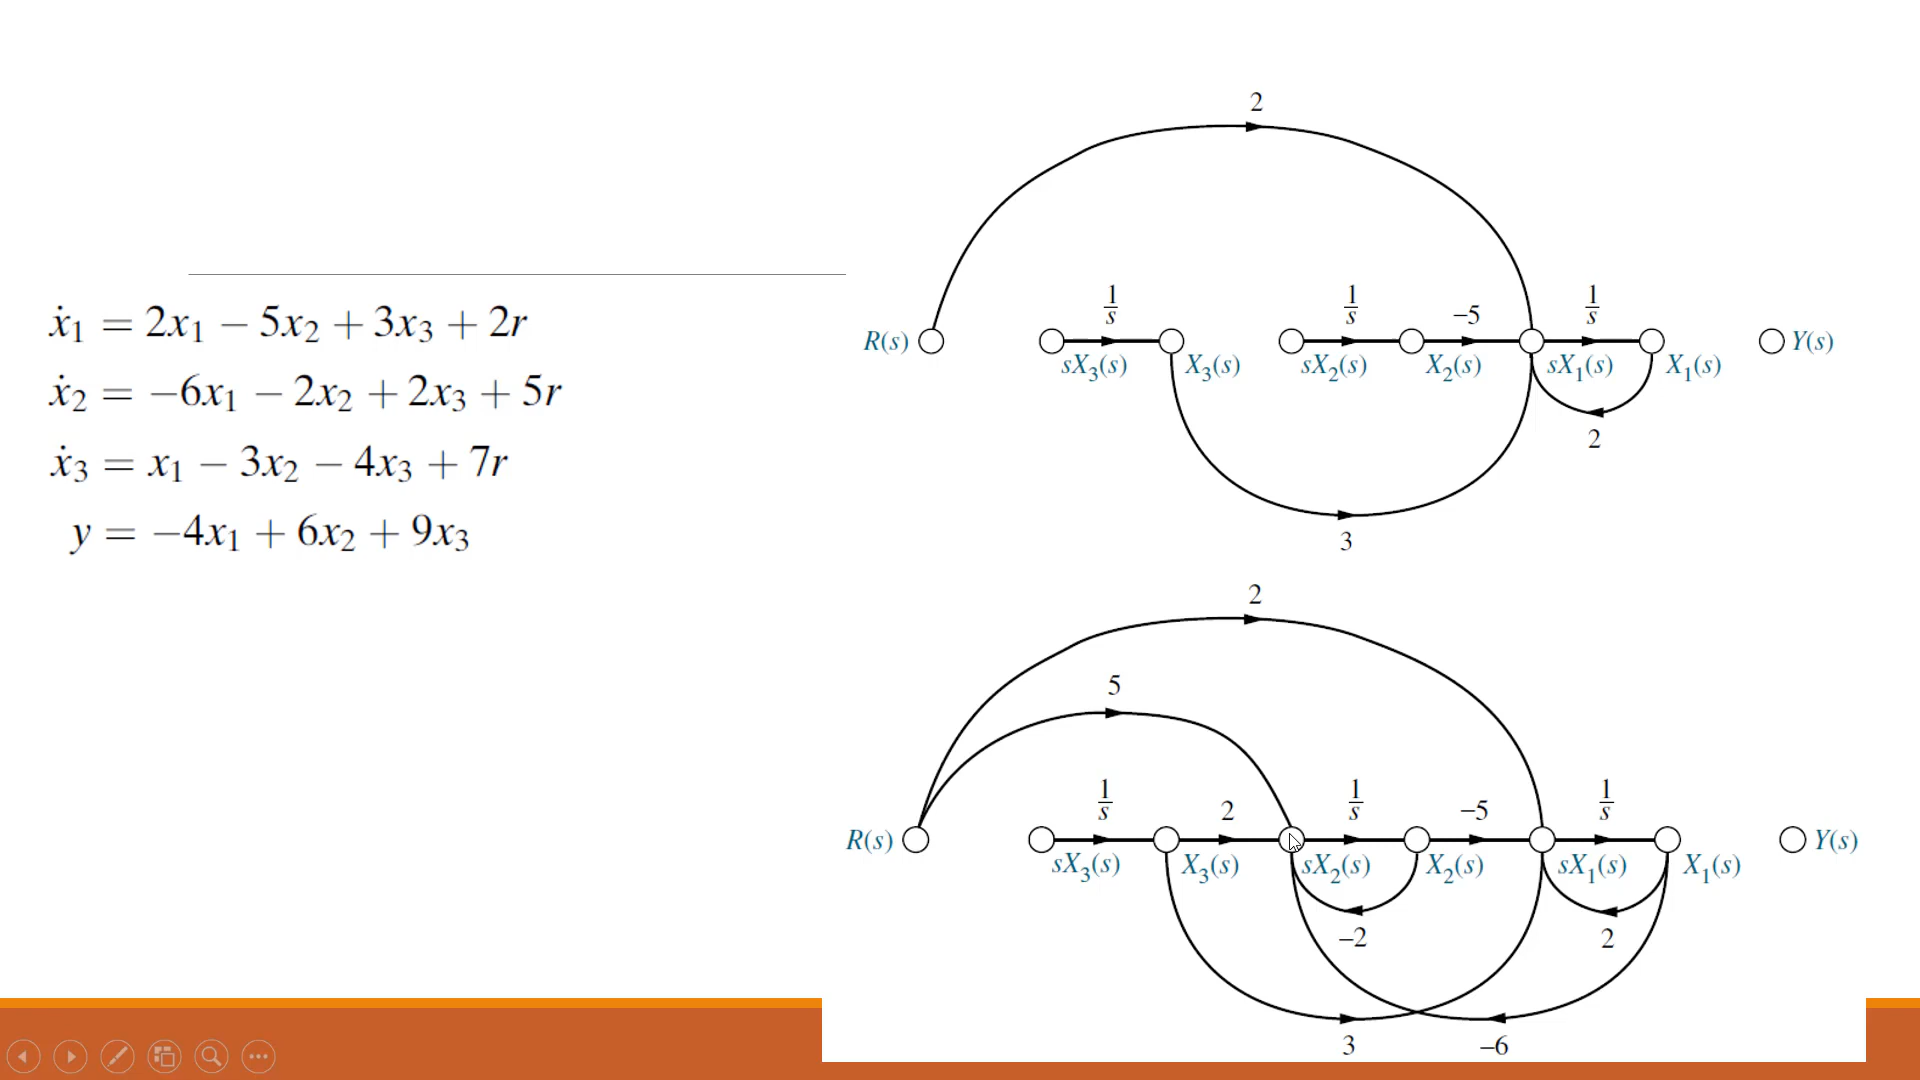 ẋ₁ = 2x₁ − 5x₂ + 3x₃ + 2r
ẋ₂ = −6x₁ − 2x₂ + 2x₃ + 5r
ẋ₃ = x₁ − 3x₂ − 4x₃ + 7r
y = −4x₁ + 6x₂ + 9x₃
2
1/s 1/s −5 1/s
R(s) sX₃(s) X₃(s) sX₂(s) X₂(s) sX₁(s) X₁(s) Y(s)
2
3
2
5
1/s 2 1/s −5 1/s
R(s) sX₃(s) X₃(s) sX₂(s) X₂(s) sX₁(s) X₁(s) Y(s)
−2 2
3 −6